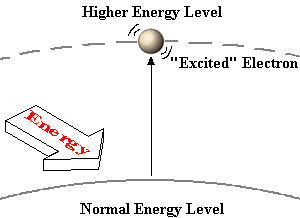 Higher Energy Level
"Excited" Electron
Energy
Normal Energy Level